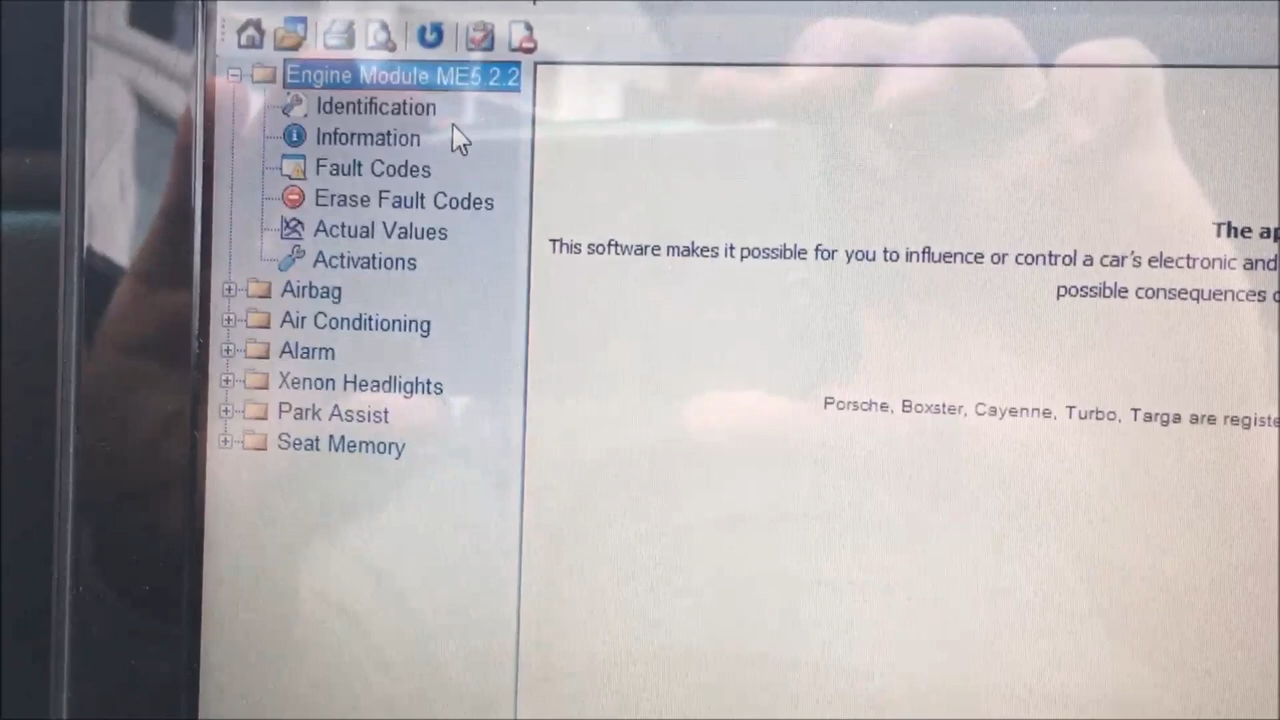 Engine Module ME5.2.2
Identification
Information
Fault Codes
Erase Fault Codes
Actual Values
Activations
Airbag
Air Conditioning
Alarm
Xenon Headlights
Park Assist
Seat Memory
The
This software makes it possible for you to influence or control a car's electronic and
possible consequences
Porsche, Boxster, Cayenne, Turbo, Targa are